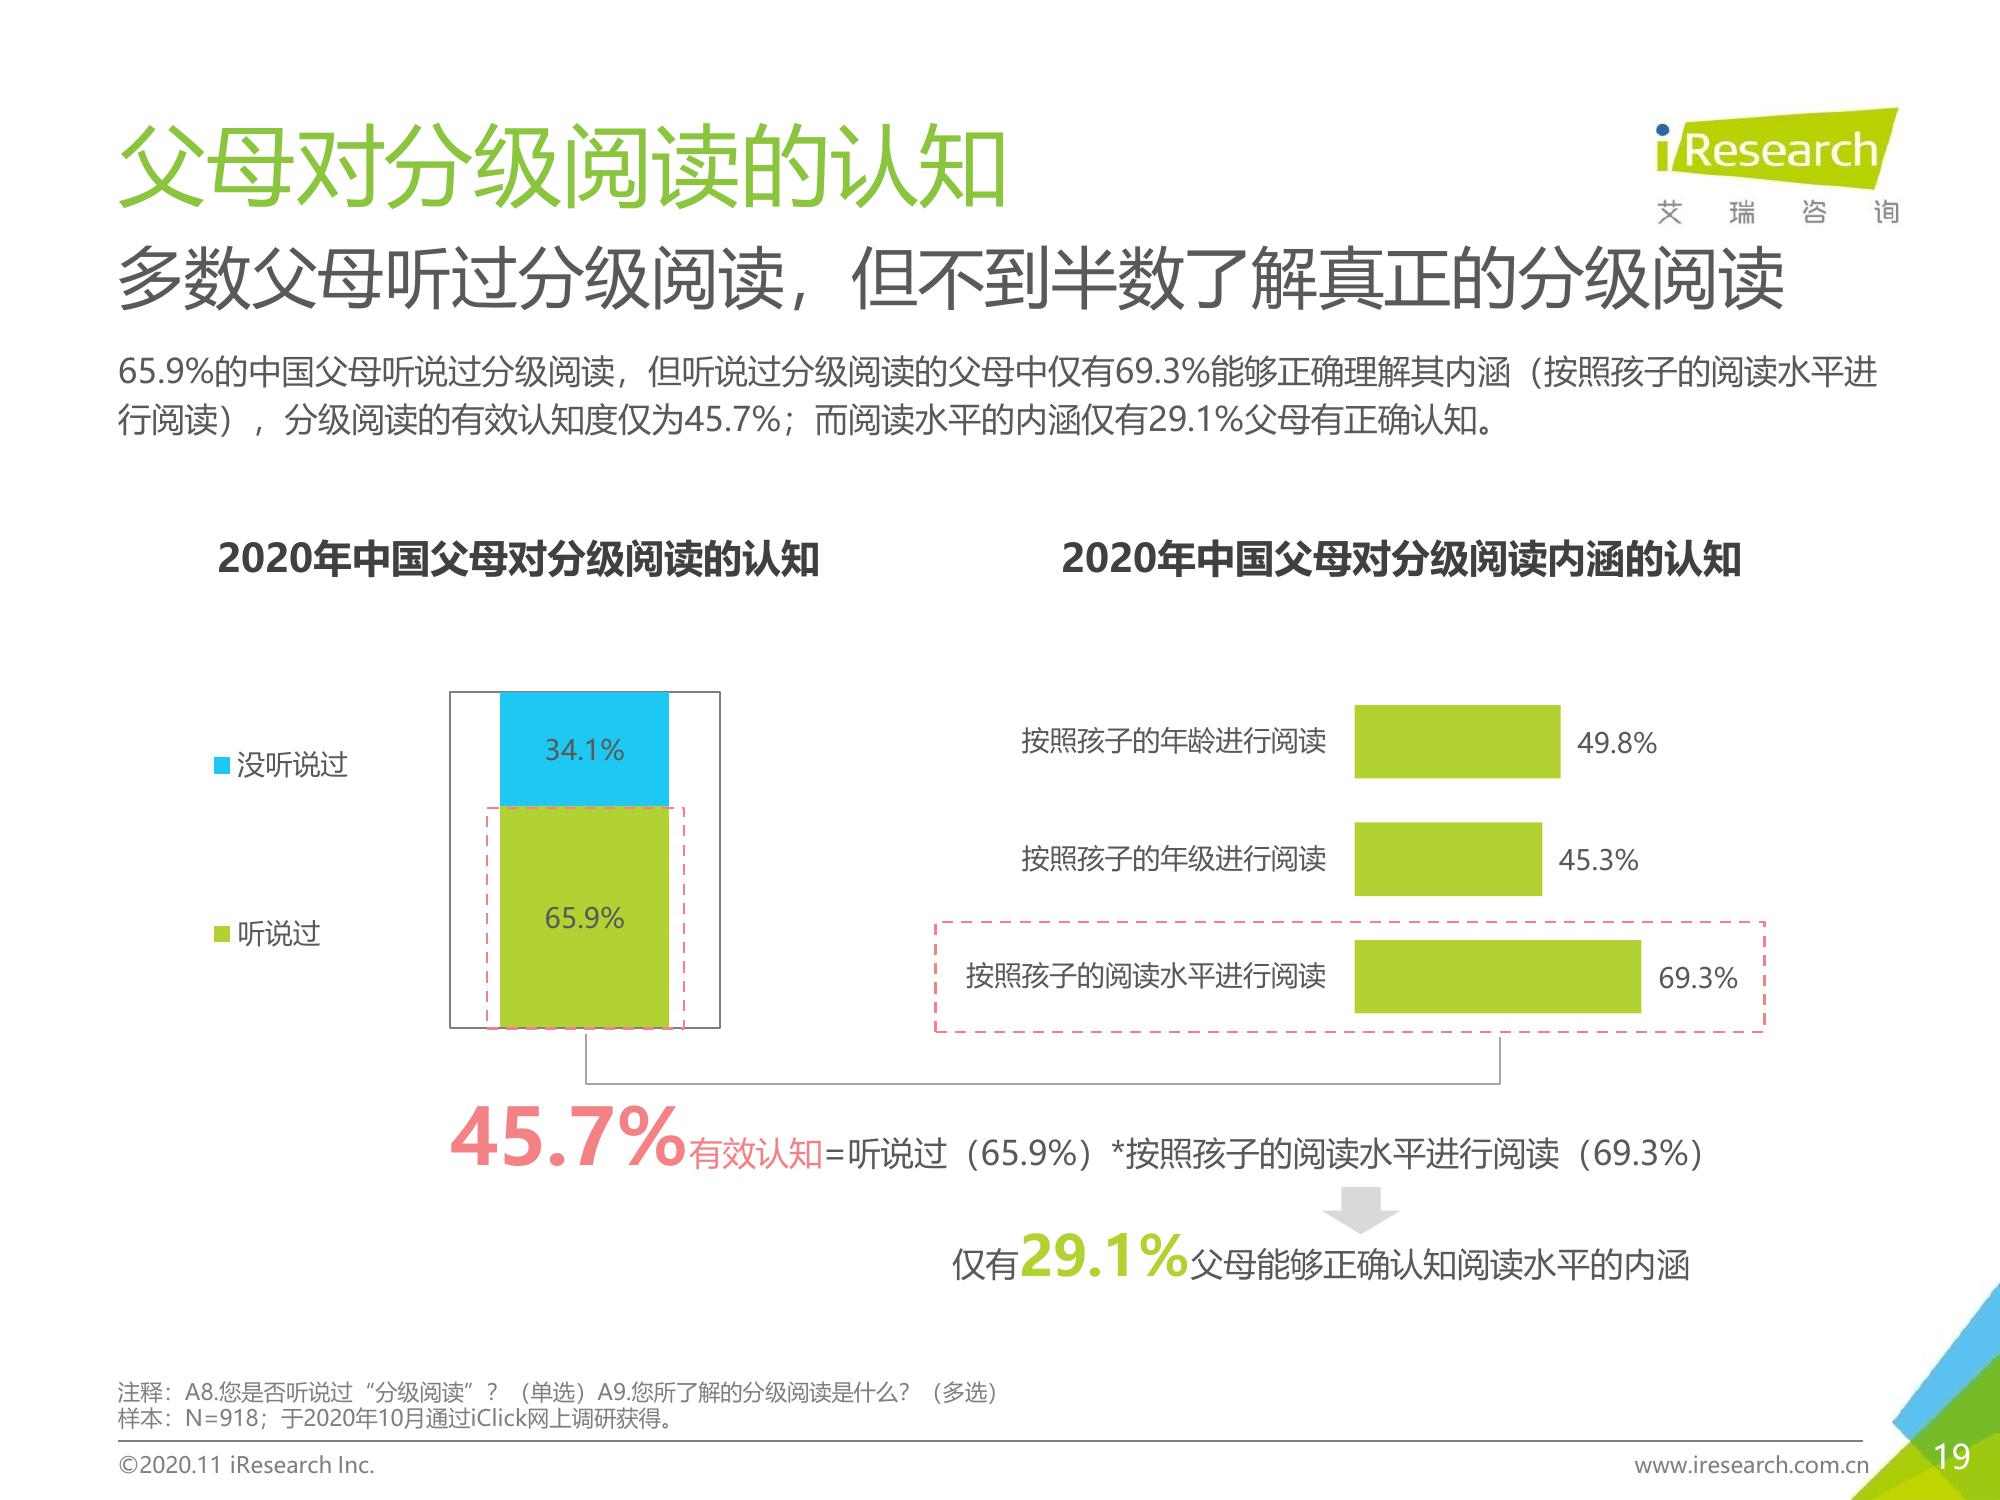 父母对分级阅读的认知
iResearch
艾瑞咨询
多数父母听过分级阅读，但不到半数了解真正的分级阅读
65.9%的中国父母听说过分级阅读，但听说过分级阅读的父母中仅有69.3%能够正确理解其内涵（按照孩子的阅读水平进
行阅读），分级阅读的有效认知度仅为45.7%；而阅读水平的内涵仅有29.1%父母有正确认知。
2020年中国父母对分级阅读的认知
没听说过
34.1%
听说过
65.9%
2020年中国父母对分级阅读内涵的认知
按照孩子的年龄进行阅读 49.8%
按照孩子的年级进行阅读 45.3%
按照孩子的阅读水平进行阅读 69.3%
45.7%有效认知=听说过（65.9%）*按照孩子的阅读水平进行阅读（69.3%）
仅有29.1%父母能够正确认知阅读水平的内涵
注释：A8.您是否听说过“分级阅读”？（单选）A9.您所了解的分级阅读是什么？（多选）
样本：N=918；于2020年10月通过iClick网上调研获得。
©2020.11 iResearch Inc.
www.iresearch.com.cn
19